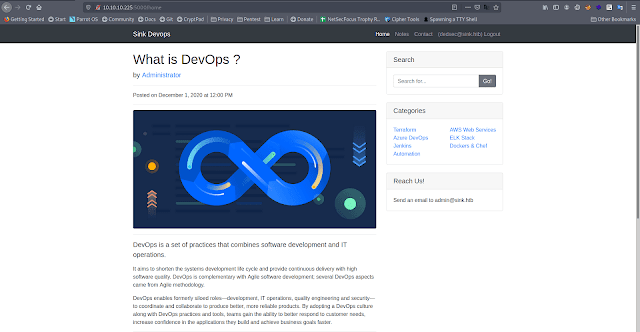 10.10.10.225:5000/home
Getting Started
Start
Parrot OS
Community
Docs
Git
CryptPad
Privacy
Pentest
Learn
Donate
NetSec Focus Trophy R...
Cipher Tools
Spawning a TTY Shell
Other Bookmarks
Sink Devops
Home
Notes
Contact
Logout
What is DevOps ?
by Administrator
Posted on December 1, 2020 at 12:00 PM
DevOps is a set of practices that combines software development and IT
operations.
It aims to shorten the systems development life cycle and provide continuous delivery with high
software quality. DevOps is complementary with Agile software development; several DevOps aspects
came from Agile methodology.
DevOps enables formerly siloed roles—development, IT operations, quality engineering and security—
to coordinate and collaborate to produce better, more reliable products. By adopting a DevOps culture
along with DevOps practices and tools, teams gain the ability to better respond to customer needs,
increase confidence in the applications they build and achieve business goals faster.
Search
Search for...
Go!
Categories
Terraform
AWS Web Services
Azure DevOps
ELK Stack
Jenkins
Dockers & Chef
Automation
Reach Us!
Send an email to admin@sink.htb